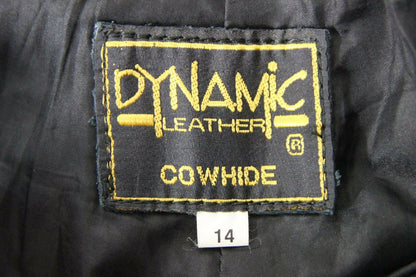 DYNAMIC
LEATHER
®
COWHIDE
14